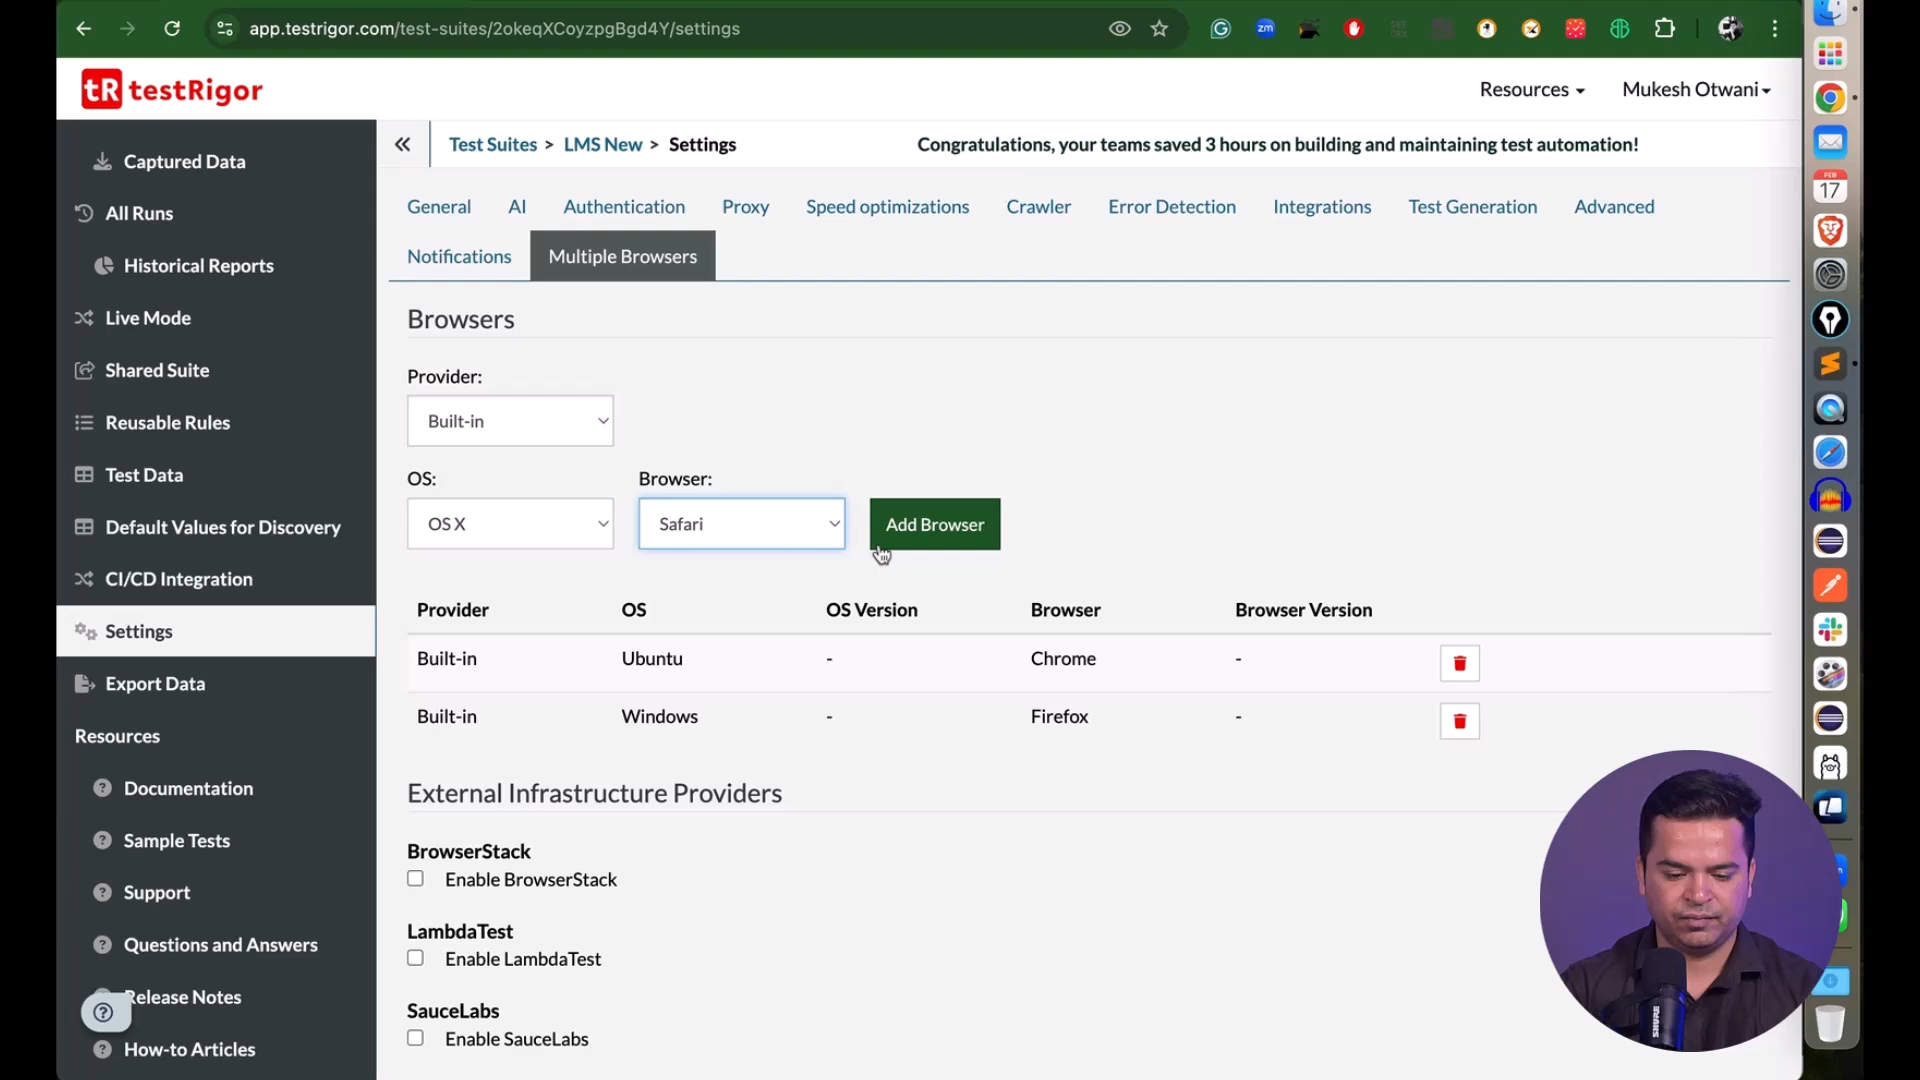 app.testrigor.com/test-suites/2okeqXCoyzpgBgd4Y/settings
zm
tR testRigor
Resources
Mukesh Otwani
FEB
17
Captured Data
All Runs
Historical Reports
Live Mode
Shared Suite
Reusable Rules
Test Data
Default Values for Discovery
CI/CD Integration
Settings
Export Data
Resources
Documentation
Sample Tests
Support
Questions and Answers
Release Notes
How-to Articles
Test Suites > LMS New > Settings
Congratulations, your teams saved 3 hours on building and maintaining test automation!
General AI Authentication Proxy Speed optimizations Crawler Error Detection Integrations Test Generation Advanced
Notifications Multiple Browsers
Browsers
Provider:
Built-in
OS: Browser:
OS X Safari Add Browser
Provider OS OS Version Browser Browser Version
Built-in Ubuntu - Chrome -
Built-in Windows - Firefox -
External Infrastructure Providers
BrowserStack
Enable BrowserStack
LambdaTest
Enable LambdaTest
SauceLabs
Enable SauceLabs
SHURE